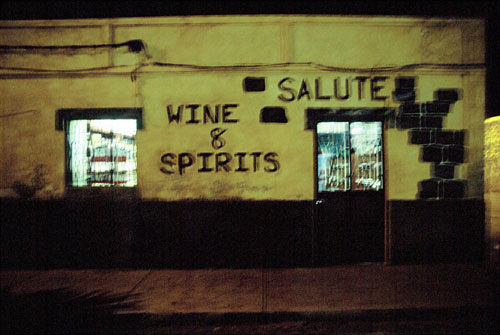 SALUTE
WINE
&
SPIRITS